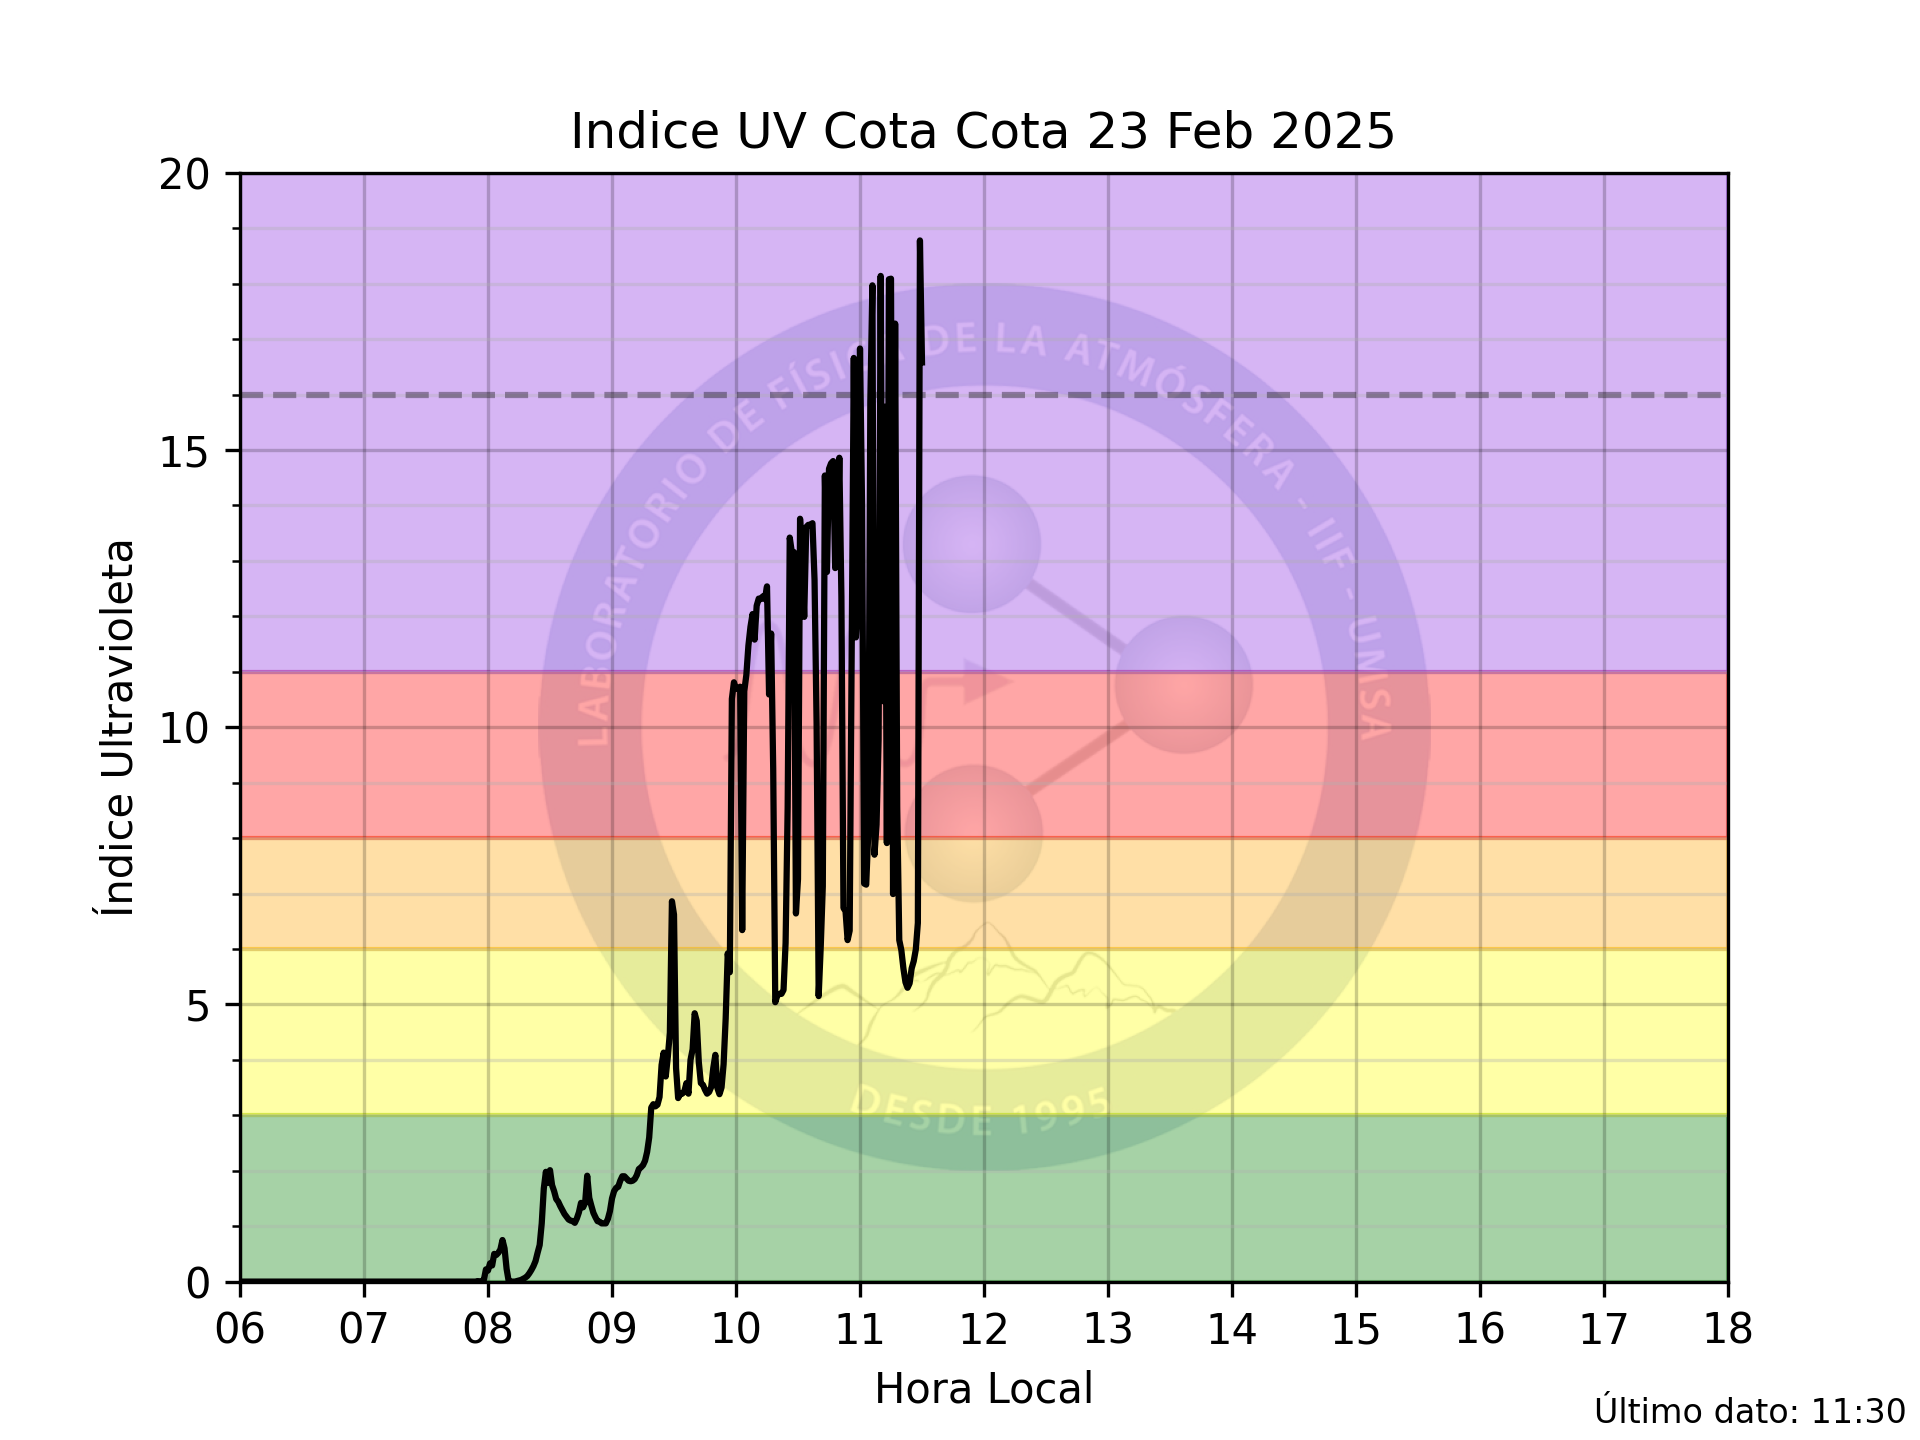 Indice UV Cota Cota 23 Feb 2025
20
15
10
5
0
Índice Ultravioleta
LABORATORIO DE FÍSICA DE LA ATMÓSFERA - IIF - UMSA
DESDE 1995
06 07 08 09 10 11 12 13 14 15 16 17 18
Hora Local
Último dato: 11:30